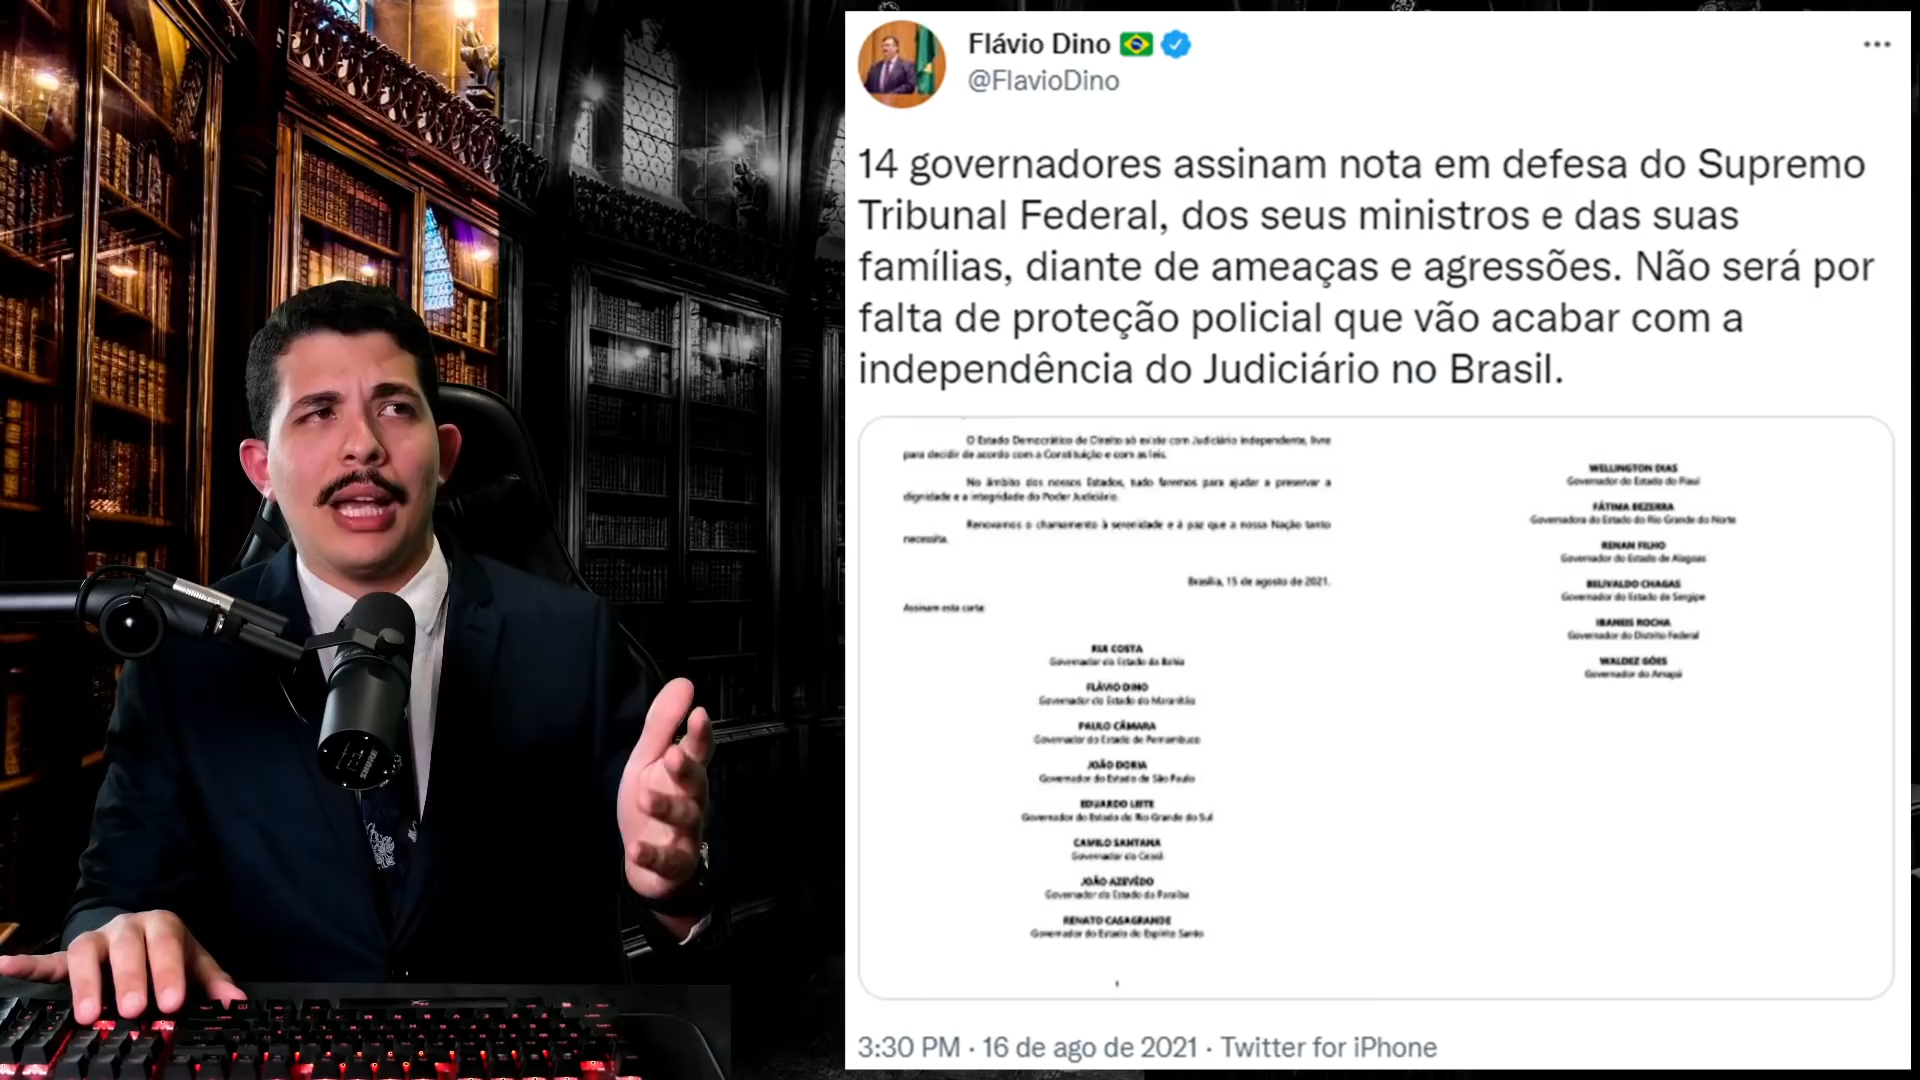 Flávio Dino
@FlavioDino
14 governadores assinam nota em defesa do Supremo
Tribunal Federal, dos seus ministros e das suas
famílias, diante de ameaças e agressões. Não será por
falta de proteção policial que vão acabar com a
independência do Judiciário no Brasil.
O Estado Democrático de Direito só existe com Judiciário independente, livre
para decidir de acordo com a Constituição e com as leis.
No âmbito dos nossos Estados, tudo faremos para ajudar a preservar a
dignidade e a integridade do Poder Judiciário.
Renovamos o chamamento à serenidade e à paz que a nossa Nação tanto
necessita.
Brasília, 15 de agosto de 2021.
Assinam esta carta:
RUI COSTA
Governador do Estado da Bahia
FLÁVIO DINO
Governador do Estado do Maranhão
PAULO CÂMARA
Governador do Estado de Pernambuco
JOÃO DORIA
Governador do Estado de São Paulo
EDUARDO LEITE
Governador do Estado do Rio Grande do Sul
CAMILO SANTANA
Governador do Ceará
JOÃO AZEVÊDO
Governador do Estado da Paraíba
RENATO CASAGRANDE
Governador do Estado do Espírito Santo
WELLINGTON DIAS
Governador do Estado do Piauí
FÁTIMA BEZERRA
Governadora do Estado do Rio Grande do Norte
RENAN FILHO
Governador do Estado de Alagoas
BELIVALDO CHAGAS
Governador do Estado de Sergipe
IBANEIS ROCHA
Governador do Distrito Federal
WALDEZ GÓES
Governador do Amapá
3:30 PM · 16 de ago de 2021 · Twitter for iPhone
SHURE